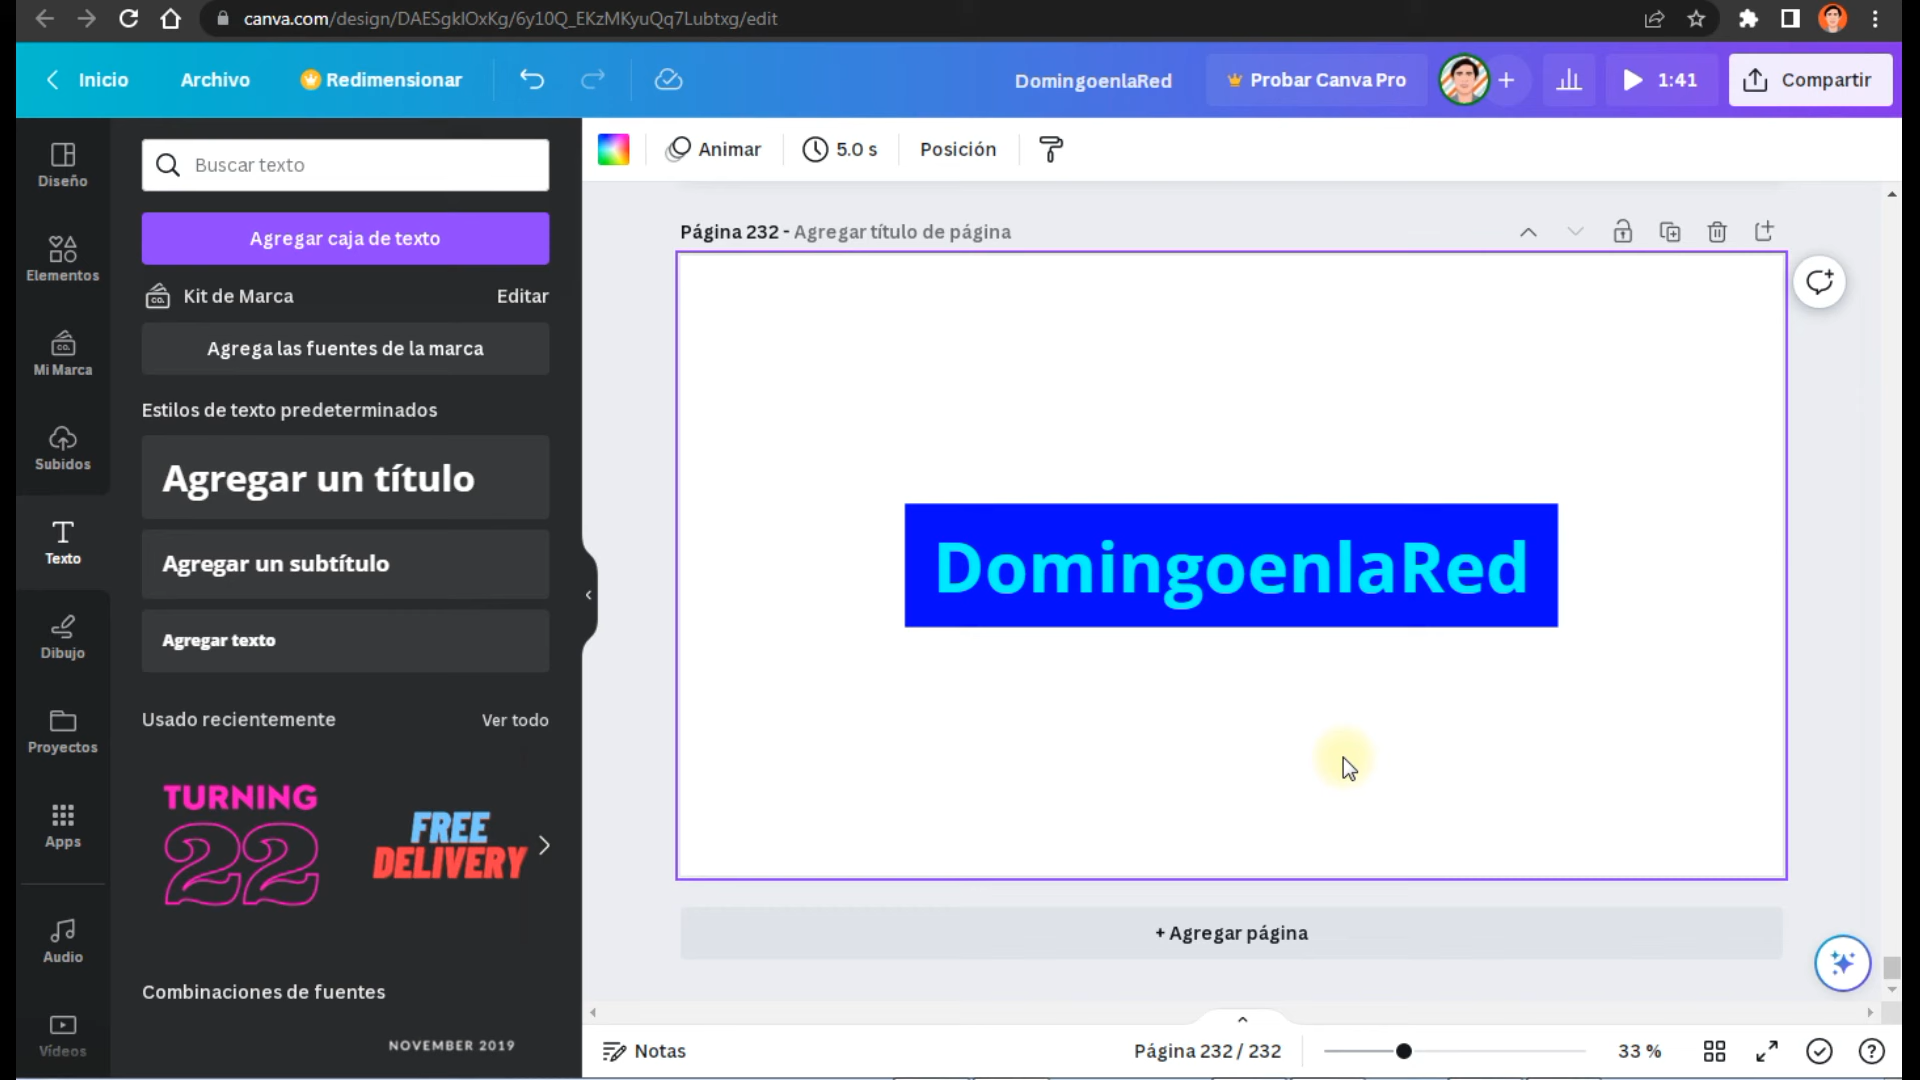 canva.com/design/DAESgkIOxKg/6y10Q_EKzMKyuQq7Lubtxg/edit
Inicio
Archivo
Redimensionar
DomingoenlaRed
Probar Canva Pro
1:41
Compartir
Diseño
Elementos
Mi Marca
Subidos
Texto
Dibujo
Proyectos
Apps
Audio
Vídeos
Buscar texto
Agregar caja de texto
Kit de Marca
Editar
Agrega las fuentes de la marca
Estilos de texto predeterminados
Agregar un título
Agregar un subtítulo
Agregar texto
Usado recientemente
Ver todo
TURNING
22
FREE
DELIVERY
Combinaciones de fuentes
NOVEMBER 2019
Animar
5.0 s
Posición
Página 232 - Agregar título de página
DomingoenlaRed
+ Agregar página
Notas
Página 232 / 232
33 %